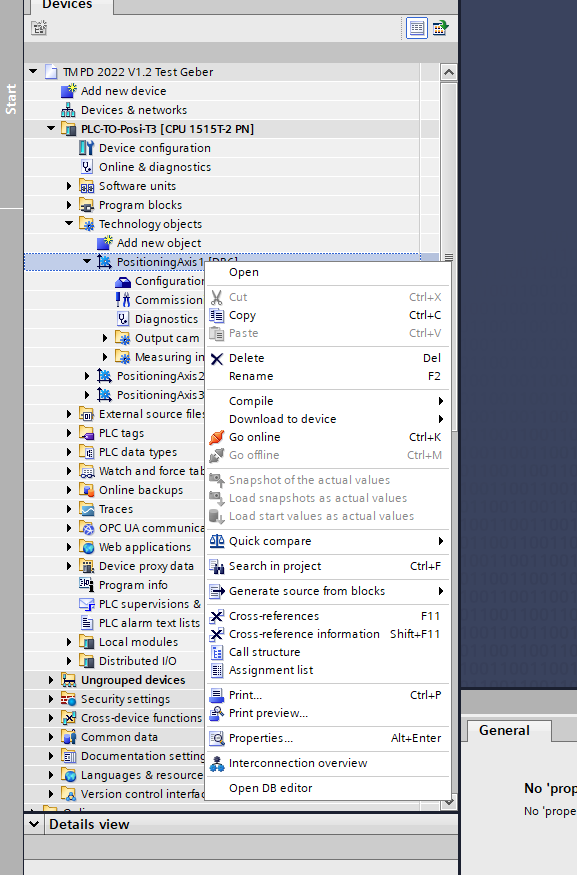 Devices
Start
TM PD 2022 V1.2 Test Geber
Add new device
Devices & networks
PLC-TO-Posi-T3 [CPU 1515T-2 PN]
Device configuration
Online & diagnostics
Software units
Program blocks
Technology objects
Add new object
PositioningAxis1
Configuration
Commission
Diagnostics
Output cam
Measuring in
PositioningAxis2
PositioningAxis3
External source files
PLC tags
PLC data types
Watch and force tab
Online backups
Traces
OPC UA communica
Web applications
Device proxy data
Program info
PLC supervisions &
PLC alarm text lists
Local modules
Distributed I/O
Ungrouped devices
Security settings
Cross-device functions
Common data
Documentation setting
Languages & resource
Version control interfac
Open
Cut Ctrl+X
Copy Ctrl+C
Paste Ctrl+V
Delete Del
Rename F2
Compile
Download to device
Go online Ctrl+K
Go offline Ctrl+M
Snapshot of the actual values
Load snapshots as actual values
Load start values as actual values
Quick compare
Search in project Ctrl+F
Generate source from blocks
Cross-references F11
Cross-reference information Shift+F11
Call structure
Assignment list
Print... Ctrl+P
Print preview...
Properties... Alt+Enter
Interconnection overview
Open DB editor
Details view
General
No 'prop
No 'prope